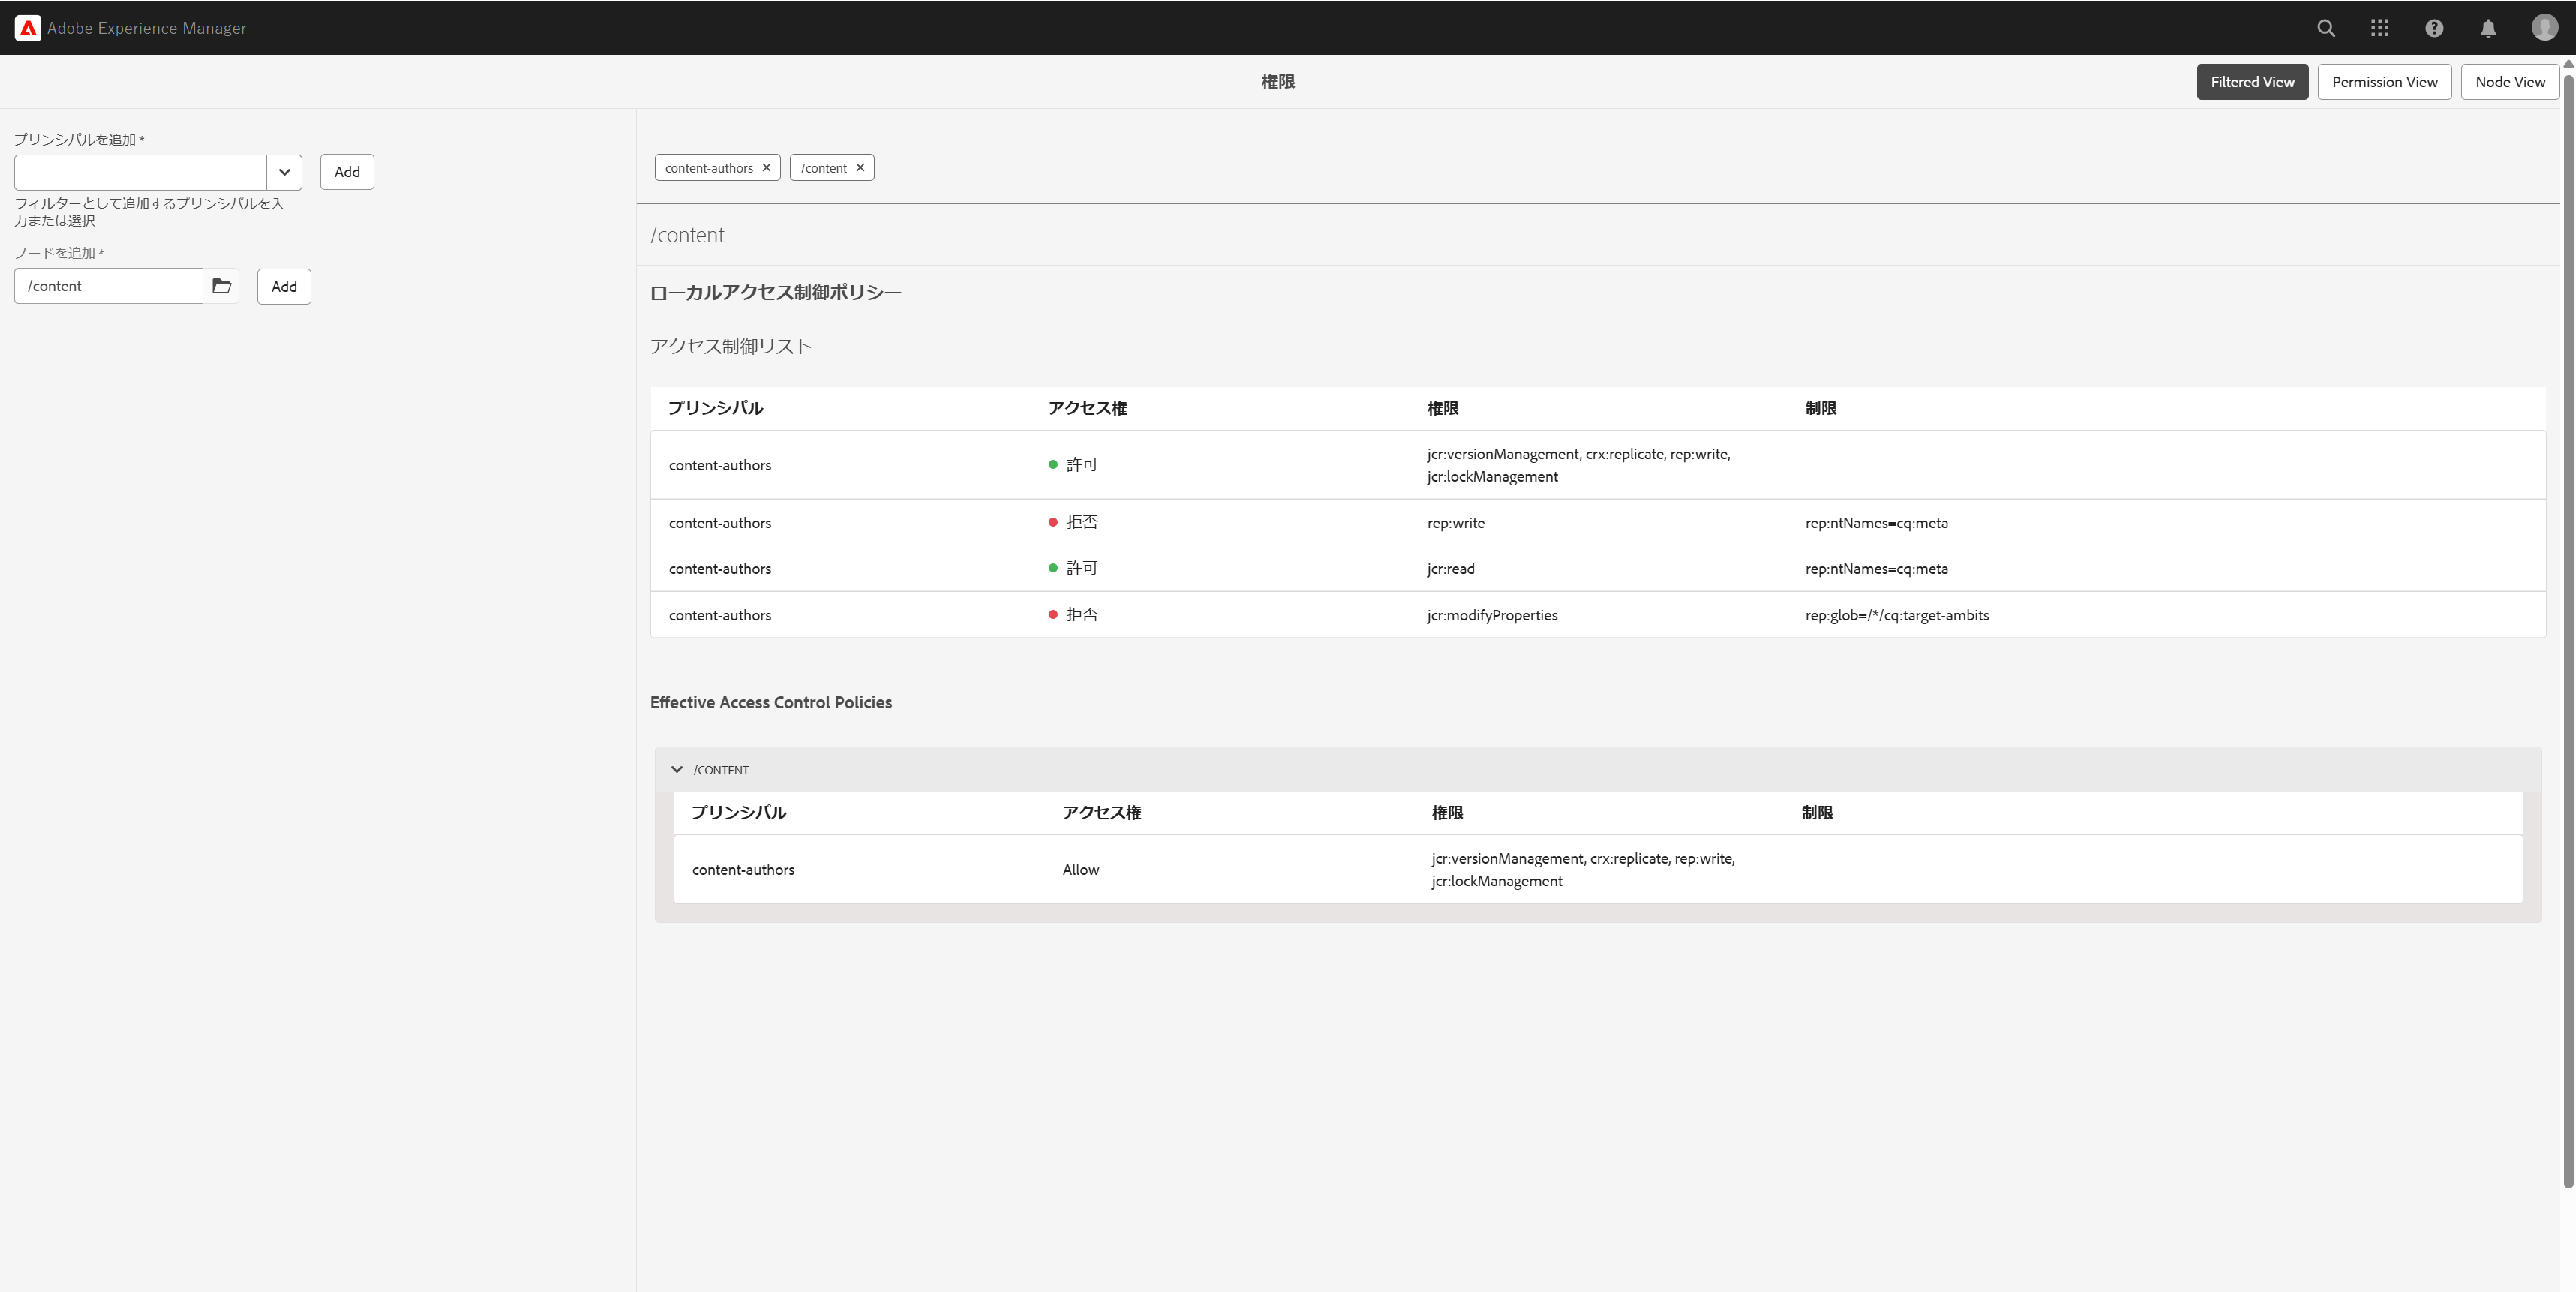 Adobe Experience Manager
権限
Filtered View
Permission View
Node View
プリンシパルを追加 *
Add
フィルターとして追加するプリンシパルを入
力または選択
ノードを追加 *
/content
Add
content-authors
/content
/content
ローカルアクセス制御ポリシー
アクセス制御リスト
プリンシパル アクセス権 権限 制限
content-authors 許可 jcr:versionManagement, crx:replicate, rep:write,
jcr:lockManagement
content-authors 拒否 rep:write rep:ntNames=cq:meta
content-authors 許可 jcr:read rep:ntNames=cq:meta
content-authors 拒否 jcr:modifyProperties rep:glob=/*/cq:target-ambits
Effective Access Control Policies
/CONTENT
プリンシパル アクセス権 権限 制限
content-authors Allow jcr:versionManagement, crx:replicate, rep:write,
jcr:lockManagement